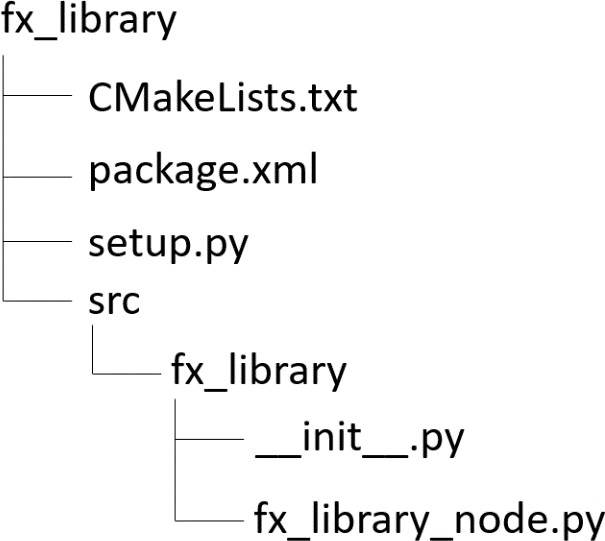 fx_library
CMakeLists.txt
package.xml
setup.py
src
fx_library
__init__.py
fx_library_node.py